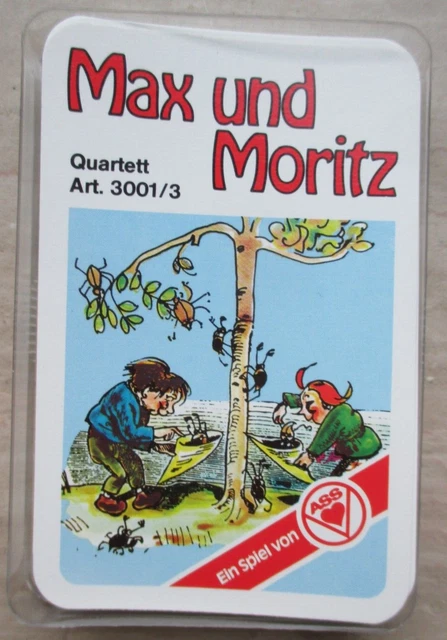 Max und
Moritz
Quartett
Art. 3001/3
Ein Spiel von
ASS